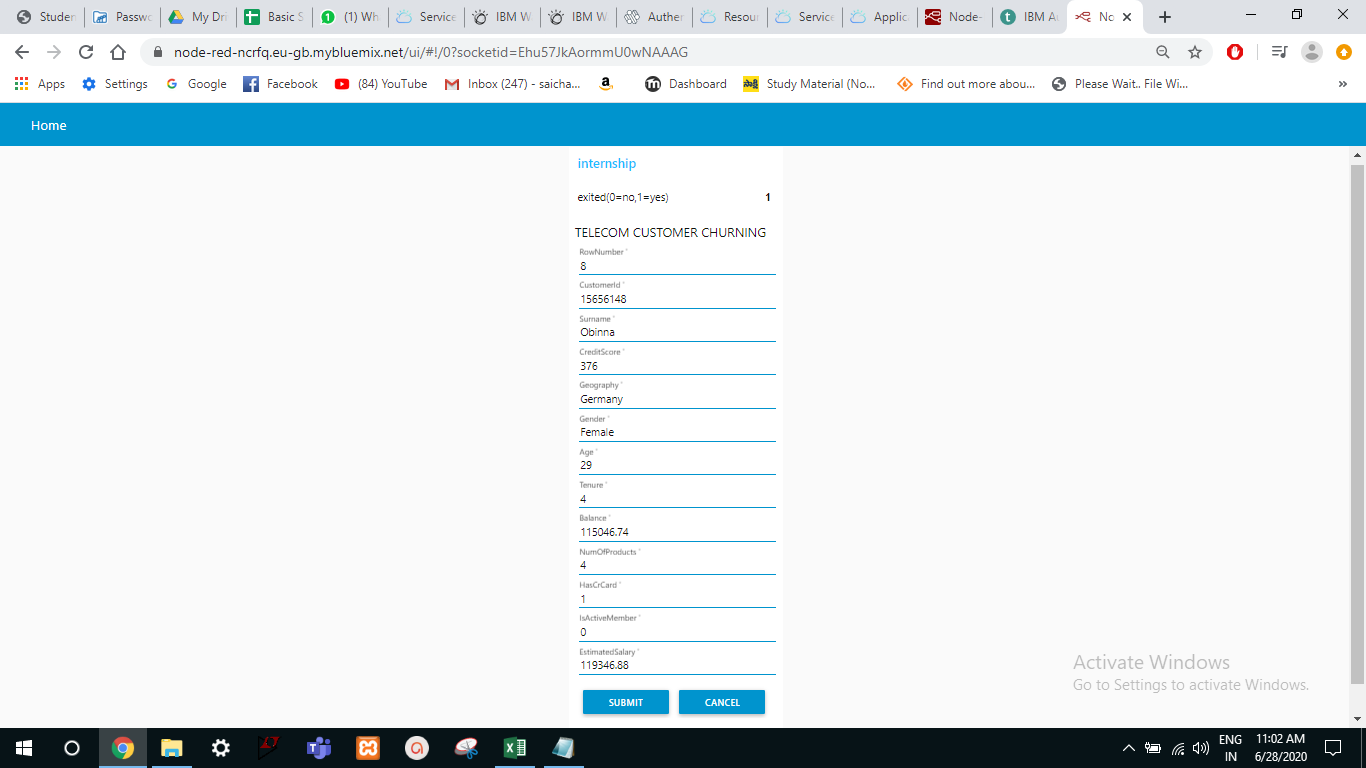 Studen
Passwo
My Dri
Basic S
(1) Wh
Service
IBM W
IBM W
Auther
Resour
Service
Applic
Node-
IBM Au
No
node-red-ncrfq.eu-gb.mybluemix.net/ui/#!/0?socketid=Ehu57JkAormmU0wNAAAG
Apps
Settings
Google
Facebook
(84) YouTube
Inbox (247) - saicha...
Dashboard
Study Material (No...
Find out more abou...
Please Wait.. File Wi...
Home
internship
exited(0=no,1=yes) 1
TELECOM CUSTOMER CHURNING
RowNumber *
8
CustomerId *
15656148
Surname *
Obinna
CreditScore *
376
Geography *
Germany
Gender *
Female
Age *
29
Tenure *
4
Balance *
115046.74
NumOfProducts *
4
HasCrCard *
1
IsActiveMember *
0
EstimatedSalary *
119346.88
SUBMIT
CANCEL
Activate Windows
Go to Settings to activate Windows.
ENG
IN
11:02 AM
6/28/2020